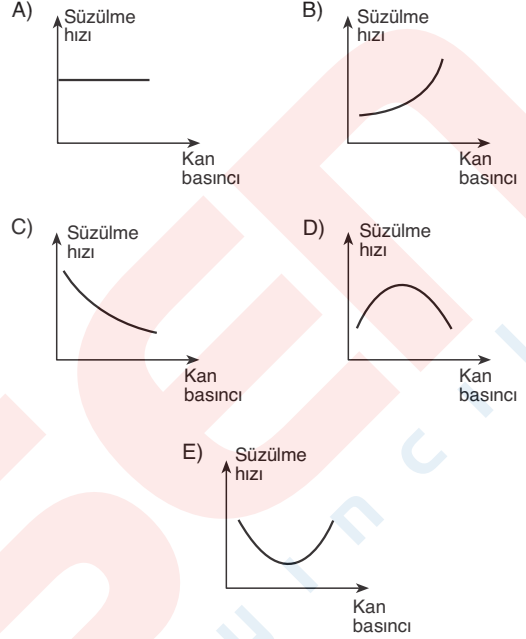 A) Süzülme
hızı
Kan
basıncı
B) Süzülme
hızı
Kan
basıncı
C) Süzülme
hızı
Kan
basıncı
D) Süzülme
hızı
Kan
basıncı
E) Süzülme
hızı
Kan
basıncı